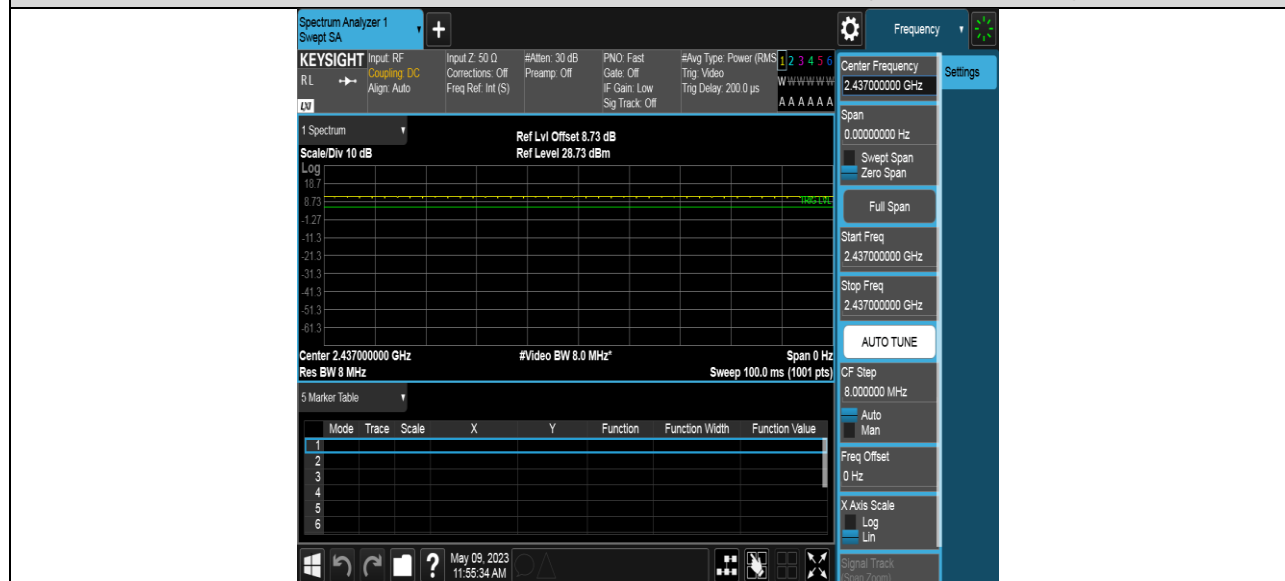 Spectrum Analyzer 1
Swept SA
+
Frequency
KEYSIGHT
RL
LXI
Input: RF
Coupling: DC
Align: Auto
Input Z: 50 Ω
Corrections: Off
Freq Ref: Int (S)
#Atten: 30 dB
Preamp: Off
PNO: Fast
Gate: Off
IF Gain: Low
Sig Track: Off
#Avg Type: Power (RMS
Trig: Video
Trig Delay: 200.0 µs
1 2 3 4 5 6
W W W W W W
A A A A A A
1 Spectrum
Scale/Div 10 dB
Ref Lvl Offset 8.73 dB
Ref Level 28.73 dBm
Log
18.7
8.73
-1.27
-11.3
-21.3
-31.3
-41.3
-51.3
-61.3
TRIG LVL
Center 2.437000000 GHz
#Video BW 8.0 MHz*
Span 0 Hz
Res BW 8 MHz
Sweep 100.0 ms (1001 pts)
5 Marker Table
Mode Trace Scale X Y Function Function Width Function Value
1
2
3
4
5
6
?
May 09, 2023
11:55:34 AM
Center Frequency
2.437000000 GHz
Settings
Span
0.00000000 Hz
Swept Span
Zero Span
Full Span
Start Freq
2.437000000 GHz
Stop Freq
2.437000000 GHz
AUTO TUNE
CF Step
8.000000 MHz
Auto
Man
Freq Offset
0 Hz
X Axis Scale
Log
Lin
Signal Track
(Span Zoom)